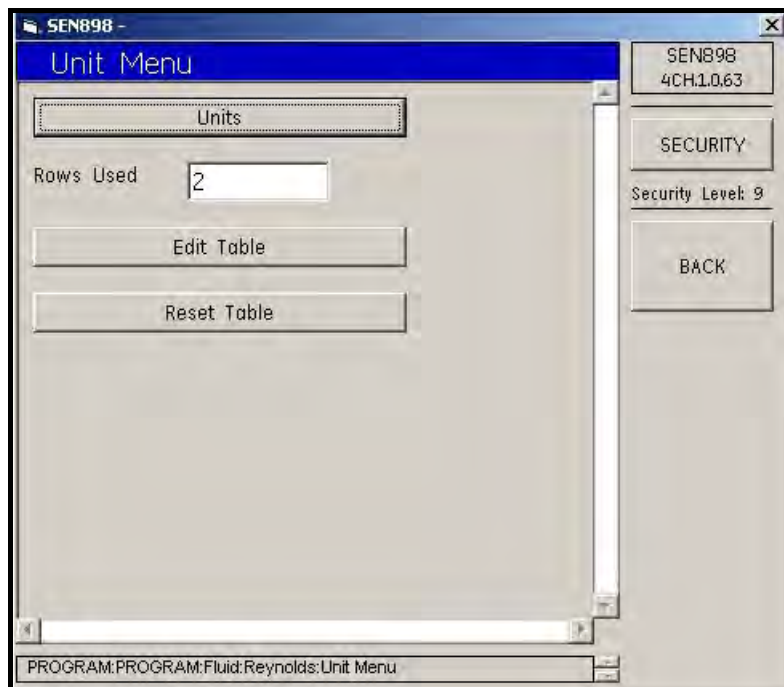 SEN898 -
Unit Menu
Units
Rows Used
2
Edit Table
Reset Table
SEN898
4CH.1.0.63
SECURITY
Security Level: 9
BACK
PROGRAM:PROGRAM:Fluid:Reynolds:Unit Menu